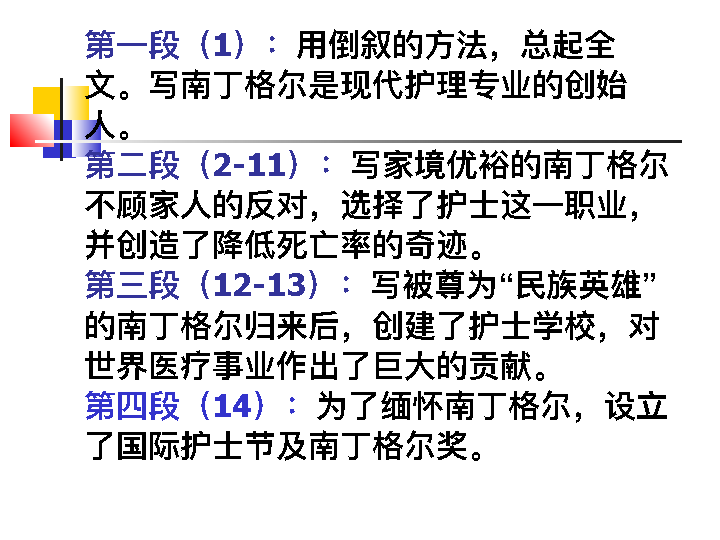 第一段（1）：用倒叙的方法，总起全
文。写南丁格尔是现代护理专业的创始
人。
第二段（2-11）：写家境优裕的南丁格尔
不顾家人的反对，选择了护士这一职业，
并创造了降低死亡率的奇迹。
第三段（12-13）：写被尊为“民族英雄”
的南丁格尔归来后，创建了护士学校，对
世界医疗事业作出了巨大的贡献。
第四段（14）：为了缅怀南丁格尔，设立
了国际护士节及南丁格尔奖。